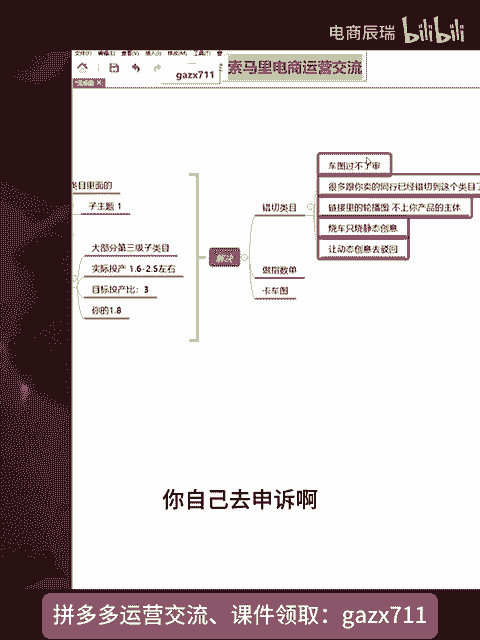 电商辰瑞 bilibili
gazx711
索马里电商运营交流
车图过不了审
类目里面的
很多跟你卖的同行已经错切到这个类目了
子主题 1
错切类目
链接里的轮播图 不上你产品的主体
烧车只烧静态创意
大部分第三级子类目
解决
让动态创意去驳回
实际投产 1.6-2.5左右
做指数单
目标投产比：3
卡车图
你的1.8
你自己去申诉啊
拼多多运营交流、课件领取：gazx711